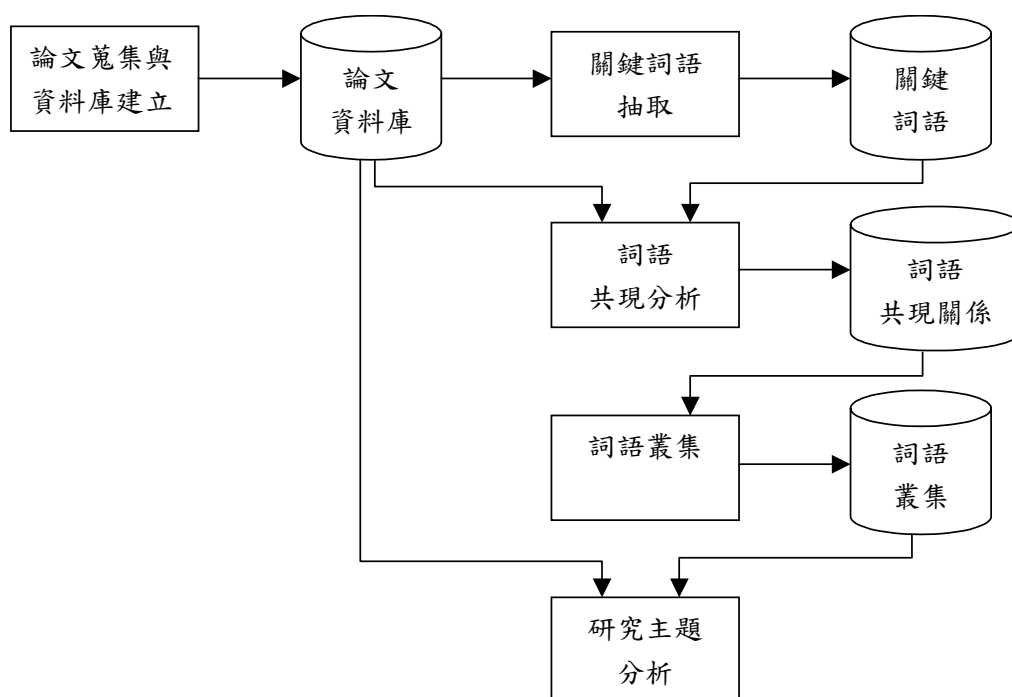 論文蒐集與
資料庫建立
論文
資料庫
關鍵詞語
抽取
關鍵
詞語
詞語
共現分析
詞語
共現關係
詞語叢集
詞語
叢集
研究主題
分析